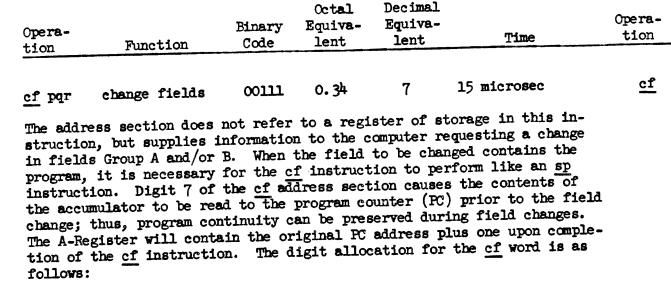 Octal Decimal
Opera- Binary Equiva- Equiva- Opera-
tion Function Code lent lent Time tion
cf pqr change fields 00111 0.34 7 15 microsec cf
The address section does not refer to a register of storage in this in-
struction, but supplies information to the computer requesting a change
in fields Group A and/or B. When the field to be changed contains the
program, it is necessary for the cf instruction to perform like an sp
instruction. Digit 7 of the cf address section causes the contents of
the accumulator to be read to the program counter (PC) prior to the field
change; thus, program continuity can be preserved during field changes.
The A-Register will contain the original PC address plus one upon comple-
tion of the cf instruction. The digit allocation for the cf word is as
follows: